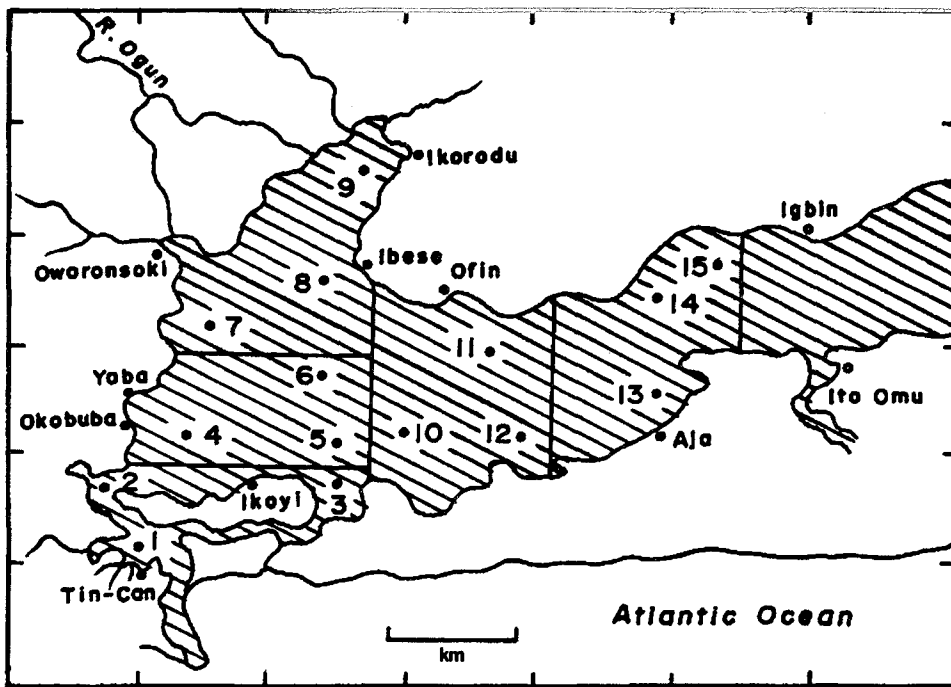 R. Ogun
Ikorodu
9
Igbin
Oworonsoki
Ibese
Ofin
8
15
14
7
11
6
Yaba
13
Ito Omu
Okobuba
4
5
10
12
Aja
2
Ikoyi
3
1
Tin-Can
Atlantic Ocean
km